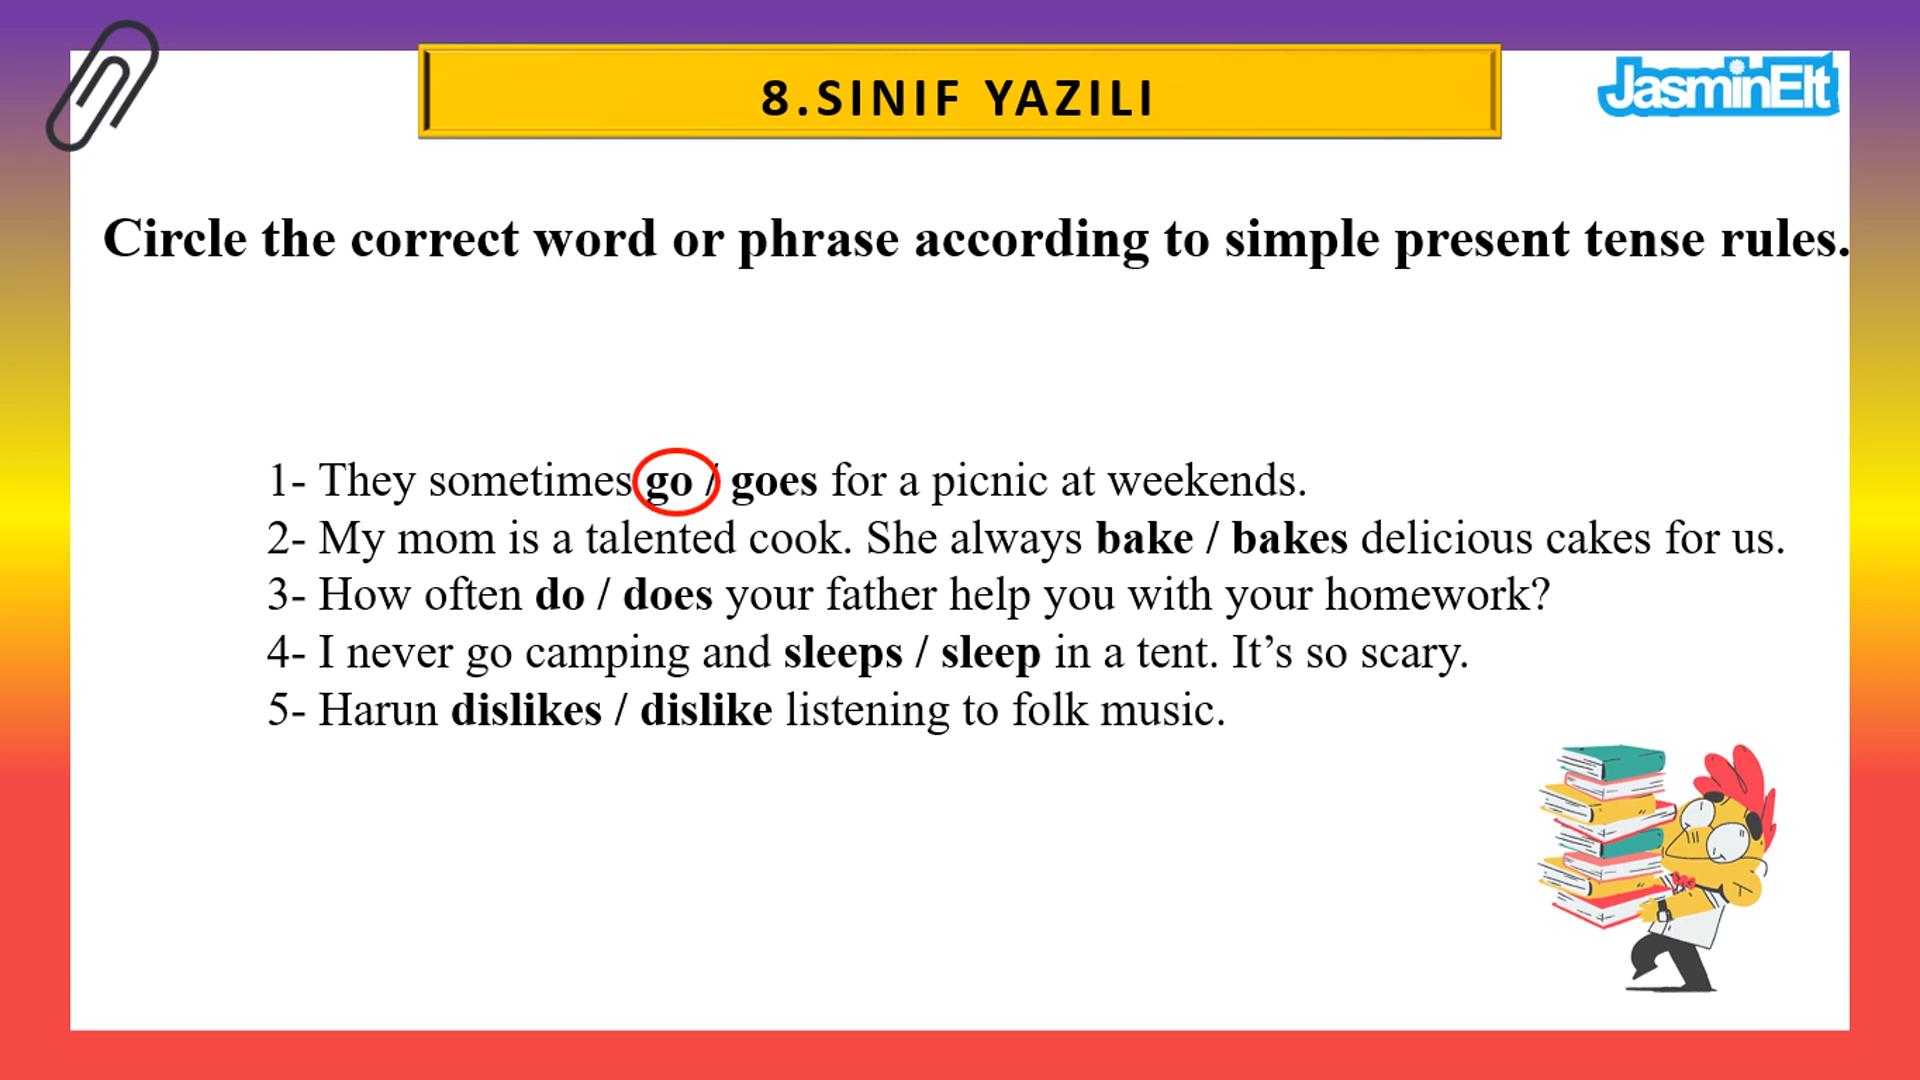 8.SINIF YAZILI
JasminElt
Circle the correct word or phrase according to simple present tense rules.
1- They sometimes go / goes for a picnic at weekends.
2- My mom is a talented cook. She always bake / bakes delicious cakes for us.
3- How often do / does your father help you with your homework?
4- I never go camping and sleeps / sleep in a tent. It’s so scary.
5- Harun dislikes / dislike listening to folk music.